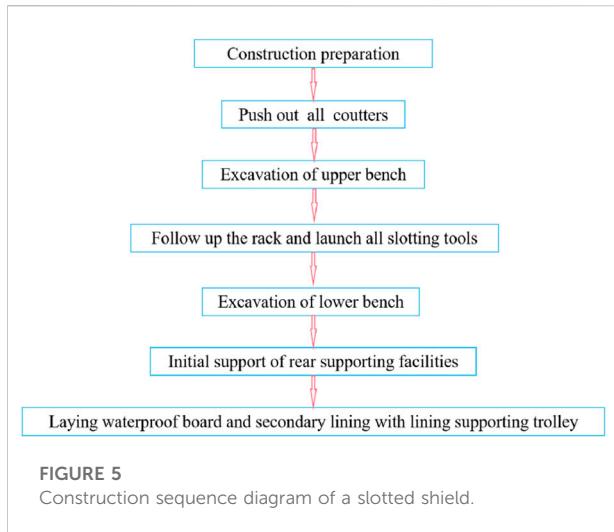 Construction preparation
Push out all coutters
Excavation of upper bench
Follow up the rack and launch all slotting tools
Excavation of lower bench
Initial support of rear supporting facilities
Laying waterproof board and secondary lining with lining supporting trolley
FIGURE 5
Construction sequence diagram of a slotted shield.